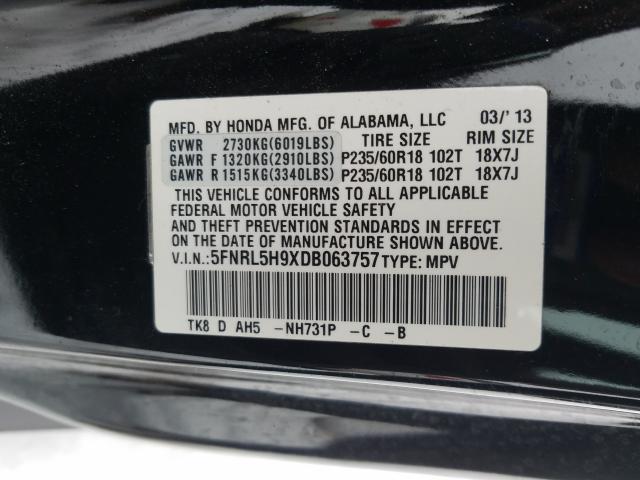 MFD. BY HONDA MFG. OF ALABAMA, LLC 03/'13
GVWR 2730KG(6019LBS) TIRE SIZE RIM SIZE
GAWR F 1320KG(2910LBS) P235/60R18 102T 18X7J
GAWR R 1515KG(3340LBS) P235/60R18 102T 18X7J
THIS VEHICLE CONFORMS TO ALL APPLICABLE
FEDERAL MOTOR VEHICLE SAFETY
AND THEFT PREVENTION STANDARDS IN EFFECT
ON THE DATE OF MANUFACTURE SHOWN ABOVE.
V.I.N.:5FNRL5H9XDB063757 TYPE: MPV
TK8 D AH5 -NH731P -C -B